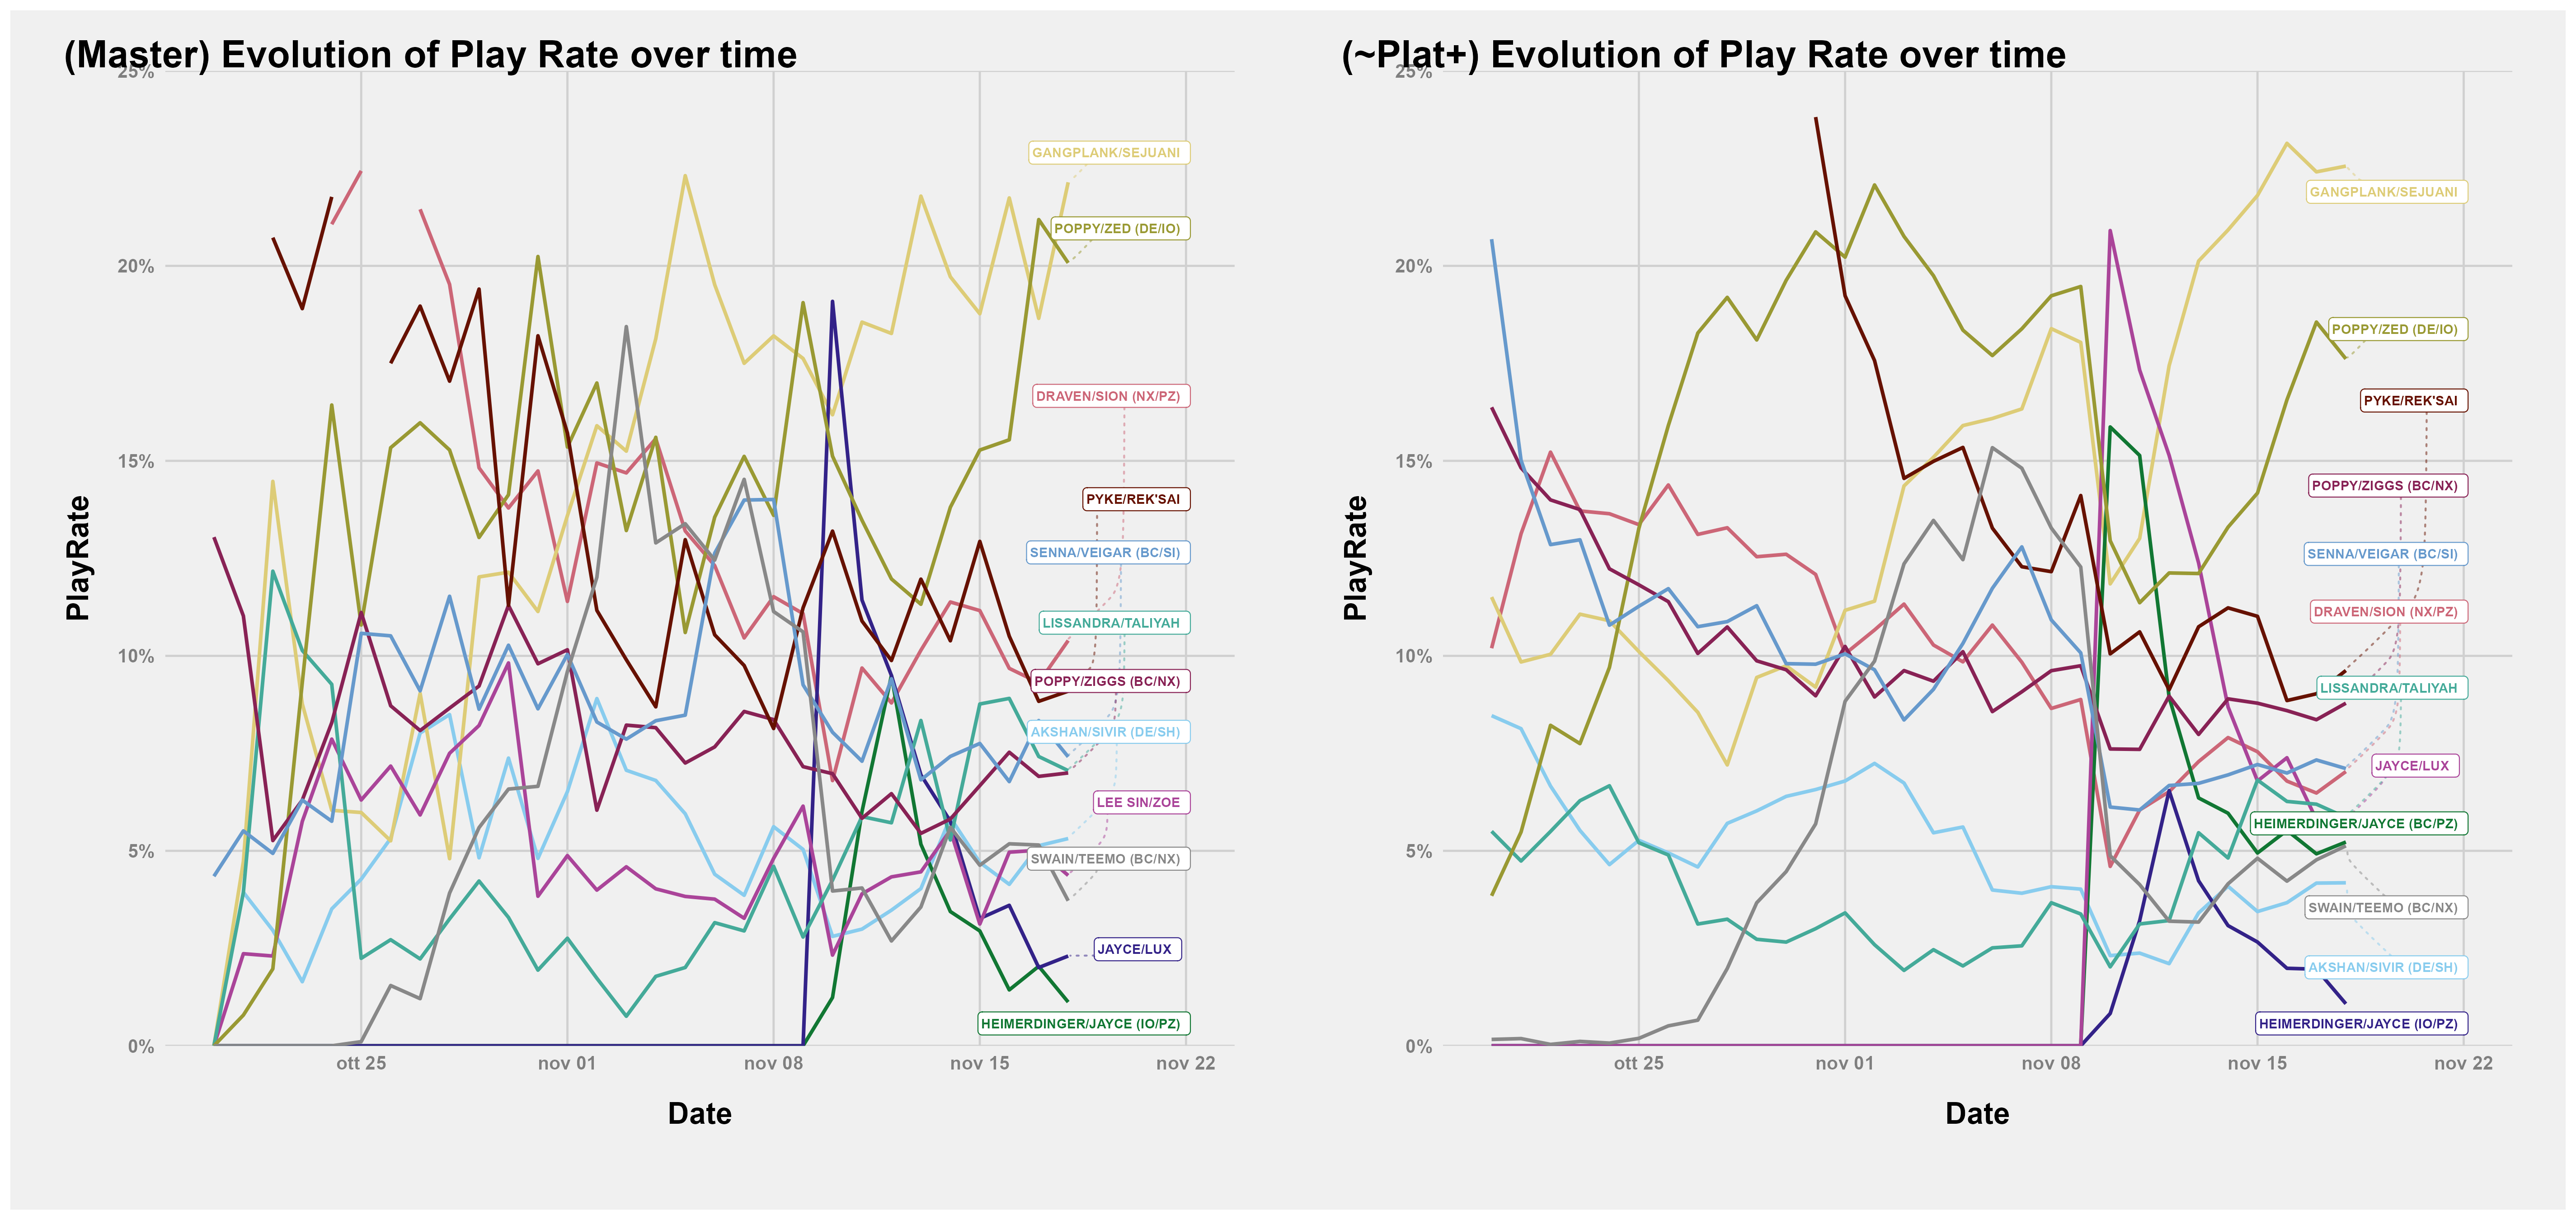 (Master) Evolution of Play Rate over time
25%
20%
15%
10%
5%
0%
PlayRate
GANGPLANK/SEJUANI
POPPY/ZED (DE/IO)
DRAVEN/SION (NX/PZ)
PYKE/REK'SAI
SENNA/VEIGAR (BC/SI)
LISSANDRA/TALIYAH
POPPY/ZIGGS (BC/NX)
AKSHAN/SIVIR (DE/SH)
LEE SIN/ZOE
SWAIN/TEEMO (BC/NX)
JAYCE/LUX
HEIMERDINGER/JAYCE (IO/PZ)
ott 25
nov 01
nov 08
nov 15
nov 22
Date
(~Plat+) Evolution of Play Rate over time
25%
20%
15%
10%
5%
0%
PlayRate
GANGPLANK/SEJUANI
POPPY/ZED (DE/IO)
PYKE/REK'SAI
POPPY/ZIGGS (BC/NX)
SENNA/VEIGAR (BC/SI)
DRAVEN/SION (NX/PZ)
LISSANDRA/TALIYAH
JAYCE/LUX
HEIMERDINGER/JAYCE (BC/PZ)
SWAIN/TEEMO (BC/NX)
AKSHAN/SIVIR (DE/SH)
HEIMERDINGER/JAYCE (IO/PZ)
ott 25
nov 01
nov 08
nov 15
nov 22
Date